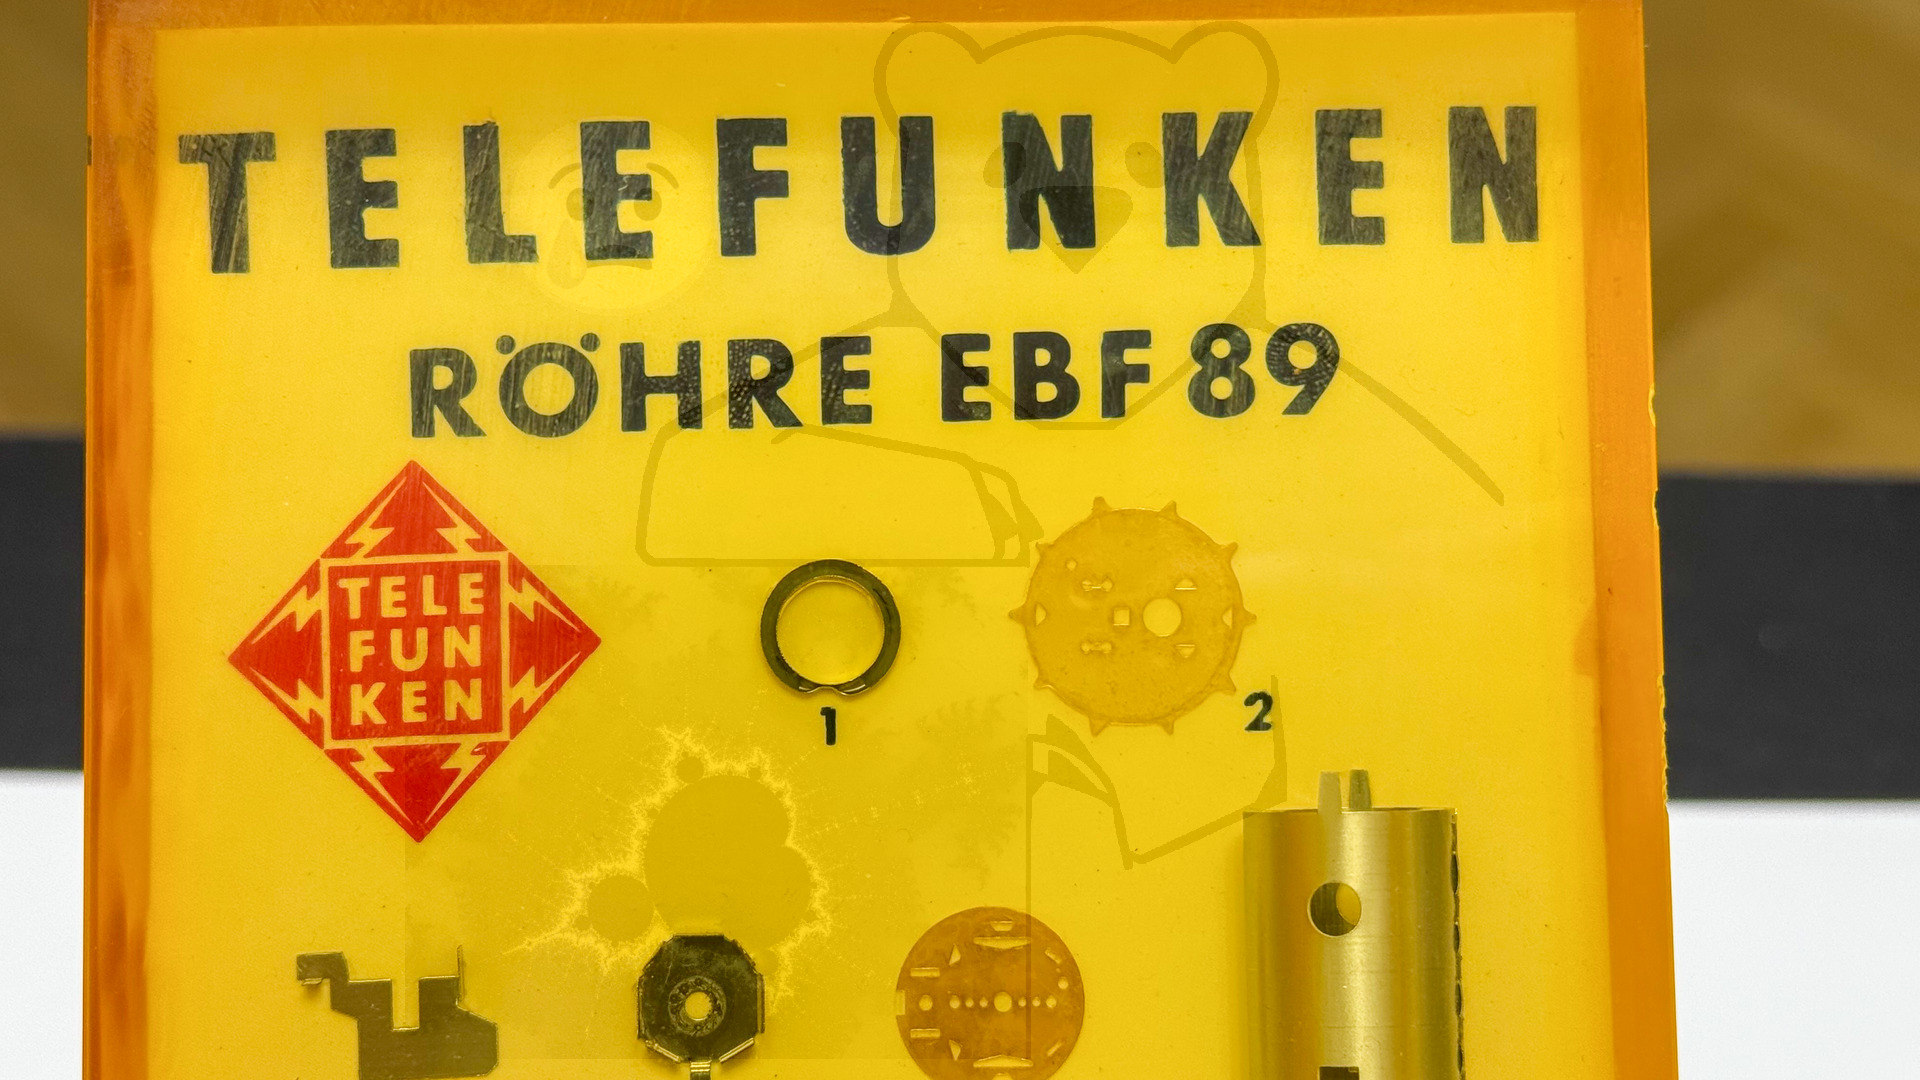 TELEFUNKEN
RÖHRE EBF 89
TELE
FUN
KEN
1
2